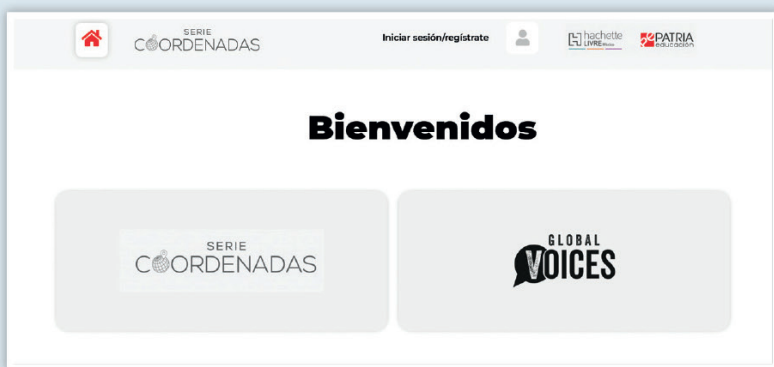 SERIE
COORDENADAS
Iniciar sesión/regístrate
hachette
LIVRE
PATRIA
educación
Bienvenidos
SERIE
COORDENADAS
GLOBAL
VOICES